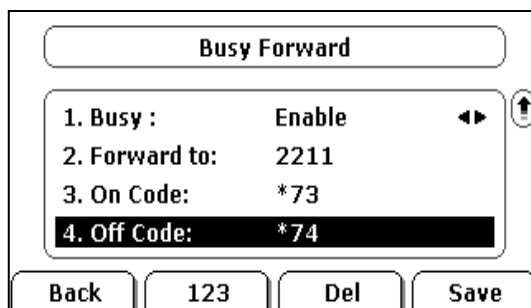 Busy Forward
1. Busy : Enable
2. Forward to: 2211
3. On Code: *73
4. Off Code: *74
Back 123 Del Save